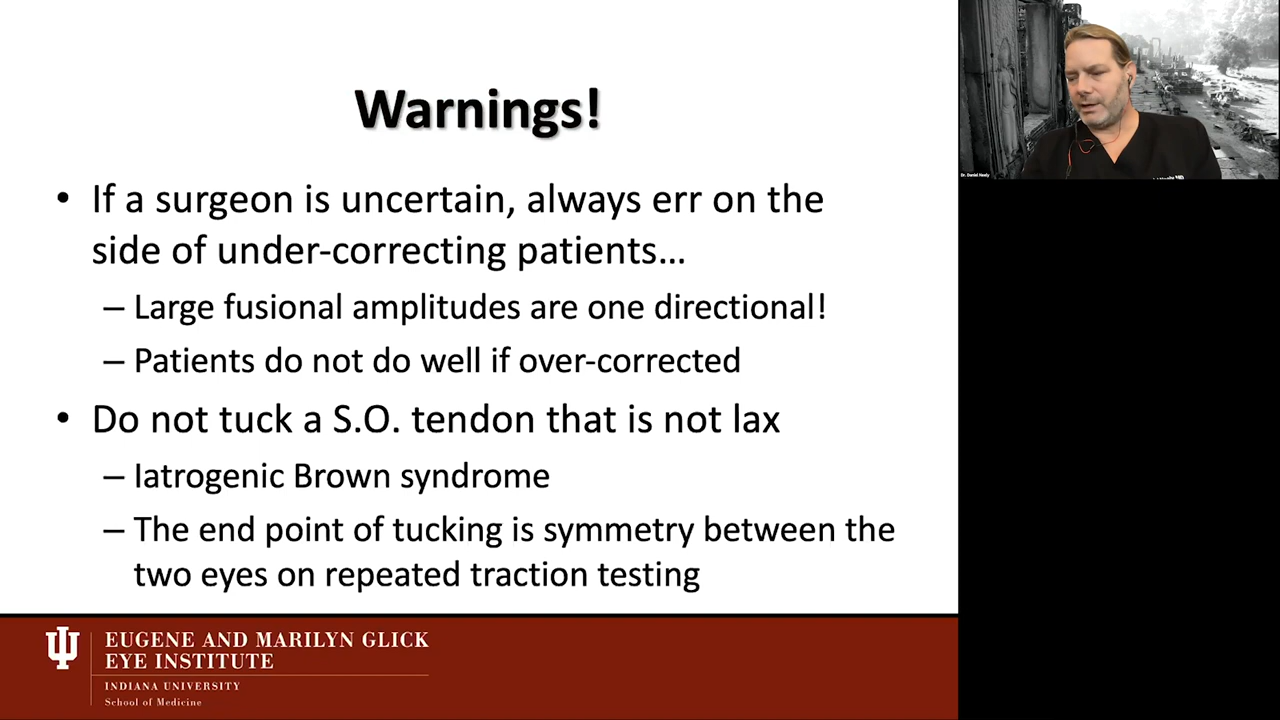 Warnings!
• If a surgeon is uncertain, always err on the
side of under-correcting patients...
– Large fusional amplitudes are one directional!
– Patients do not do well if over-corrected
• Do not tuck a S.O. tendon that is not lax
– Iatrogenic Brown syndrome
– The end point of tucking is symmetry between the
two eyes on repeated traction testing
EUGENE AND MARILYN GLICK
EYE INSTITUTE
INDIANA UNIVERSITY
School of Medicine
Dr. Daniel Neely